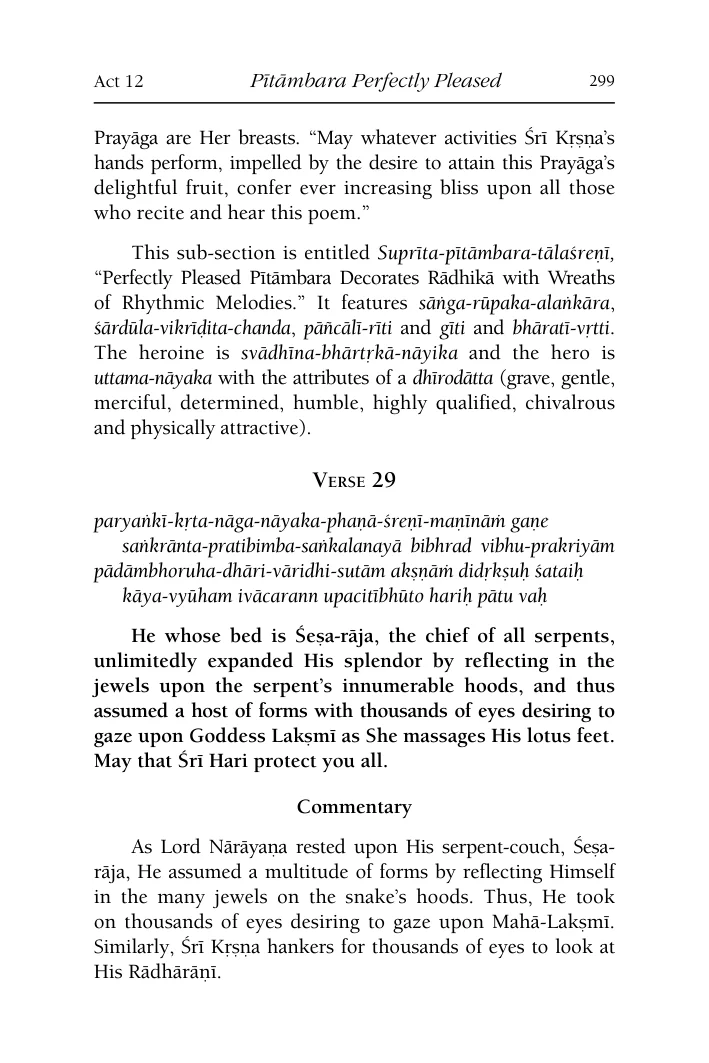 Act 12 Pītāmbara Perfectly Pleased 299
Prayāga are Her breasts. “May whatever activities Śrī Kṛṣṇa’s
hands perform, impelled by the desire to attain this Prayāga’s
delightful fruit, confer ever increasing bliss upon all those
who recite and hear this poem.”
This sub-section is entitled Suprīta-pītāmbara-tālaśreṇī,
“Perfectly Pleased Pītāmbara Decorates Rādhikā with Wreaths
of Rhythmic Melodies.” It features sāṅga-rūpaka-alaṅkāra,
śārdūla-vikrīḍita-chanda, pāñcālī-rīti and gīti and bhāratī-vṛtti.
The heroine is svādhīna-bhārtṛkā-nāyika and the hero is
uttama-nāyaka with the attributes of a dhīrodātta (grave, gentle,
merciful, determined, humble, highly qualified, chivalrous
and physically attractive).
Verse 29
paryaṅkī-kṛta-nāga-nāyaka-phaṇā-śreṇī-maṇīnāṁ gaṇe
saṅkrānta-pratibimba-saṅkalanayā bibhrad vibhu-prakriyām
pādāmbhoruha-dhāri-vāridhi-sutām akṣṇāṁ didṛkṣuḥ śataiḥ
kāya-vyūham ivācarann upacitībhūto hariḥ pātu vaḥ
He whose bed is Śeṣa-rāja, the chief of all serpents,
unlimitedly expanded His splendor by reflecting in the
jewels upon the serpent’s innumerable hoods, and thus
assumed a host of forms with thousands of eyes desiring to
gaze upon Goddess Lakṣmī as She massages His lotus feet.
May that Śrī Hari protect you all.
Commentary
As Lord Nārāyaṇa rested upon His serpent-couch, Śeṣa-
rāja, He assumed a multitude of forms by reflecting Himself
in the many jewels on the snake’s hoods. Thus, He took
on thousands of eyes desiring to gaze upon Mahā-Lakṣmī.
Similarly, Śrī Kṛṣṇa hankers for thousands of eyes to look at
His Rādhārāṇī.